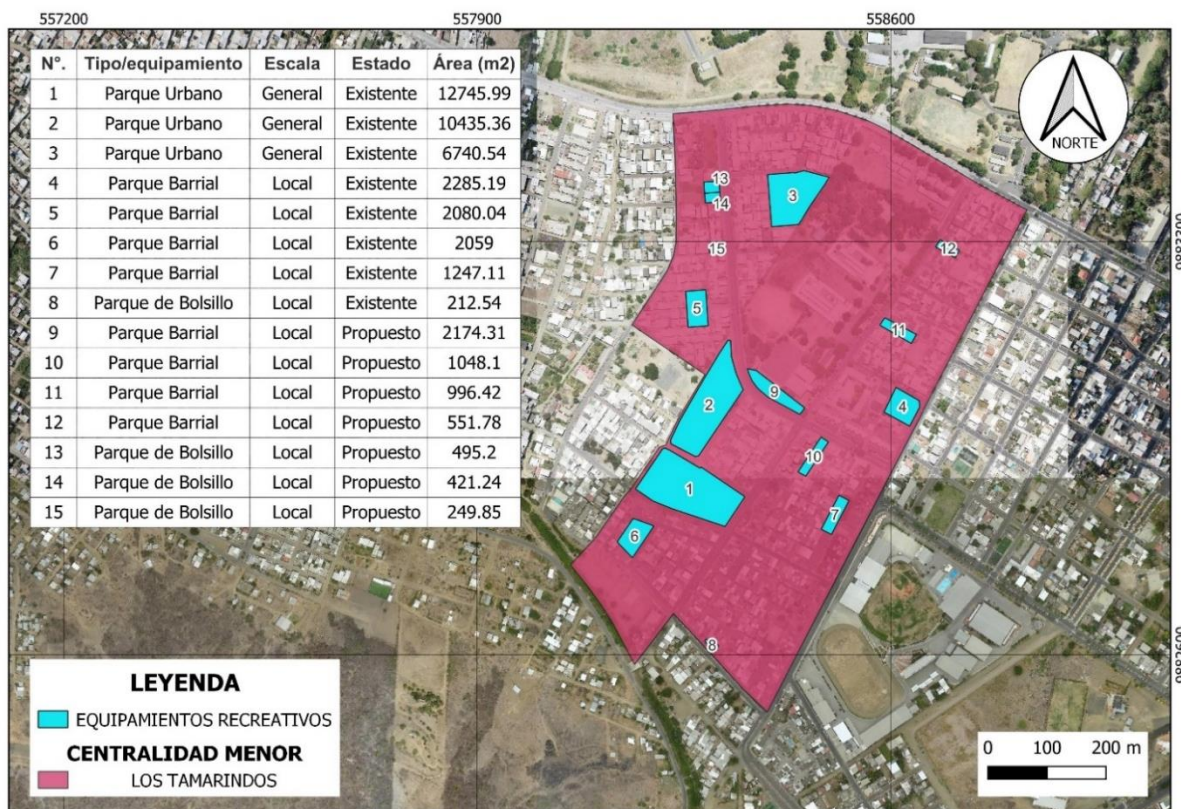 557200 557900 558600
N°. Tipo/equipamiento Escala Estado Área (m2)
1 Parque Urbano General Existente 12745.99
2 Parque Urbano General Existente 10435.36
3 Parque Urbano General Existente 6740.54
4 Parque Barrial Local Existente 2285.19
5 Parque Barrial Local Existente 2080.04
6 Parque Barrial Local Existente 2059
7 Parque Barrial Local Existente 1247.11
8 Parque de Bolsillo Local Existente 212.54
9 Parque Barrial Local Propuesto 2174.31
10 Parque Barrial Local Propuesto 1048.1
11 Parque Barrial Local Propuesto 996.42
12 Parque Barrial Local Propuesto 551.78
13 Parque de Bolsillo Local Propuesto 495.2
14 Parque de Bolsillo Local Propuesto 421.24
15 Parque de Bolsillo Local Propuesto 249.85
NORTE
13
3
14
15
12
9883300
5
11
2
9
4
10
1
7
6
8
9882600
LEYENDA
EQUIPAMIENTOS RECREATIVOS
CENTRALIDAD MENOR
LOS TAMARINDOS
0 100 200 m